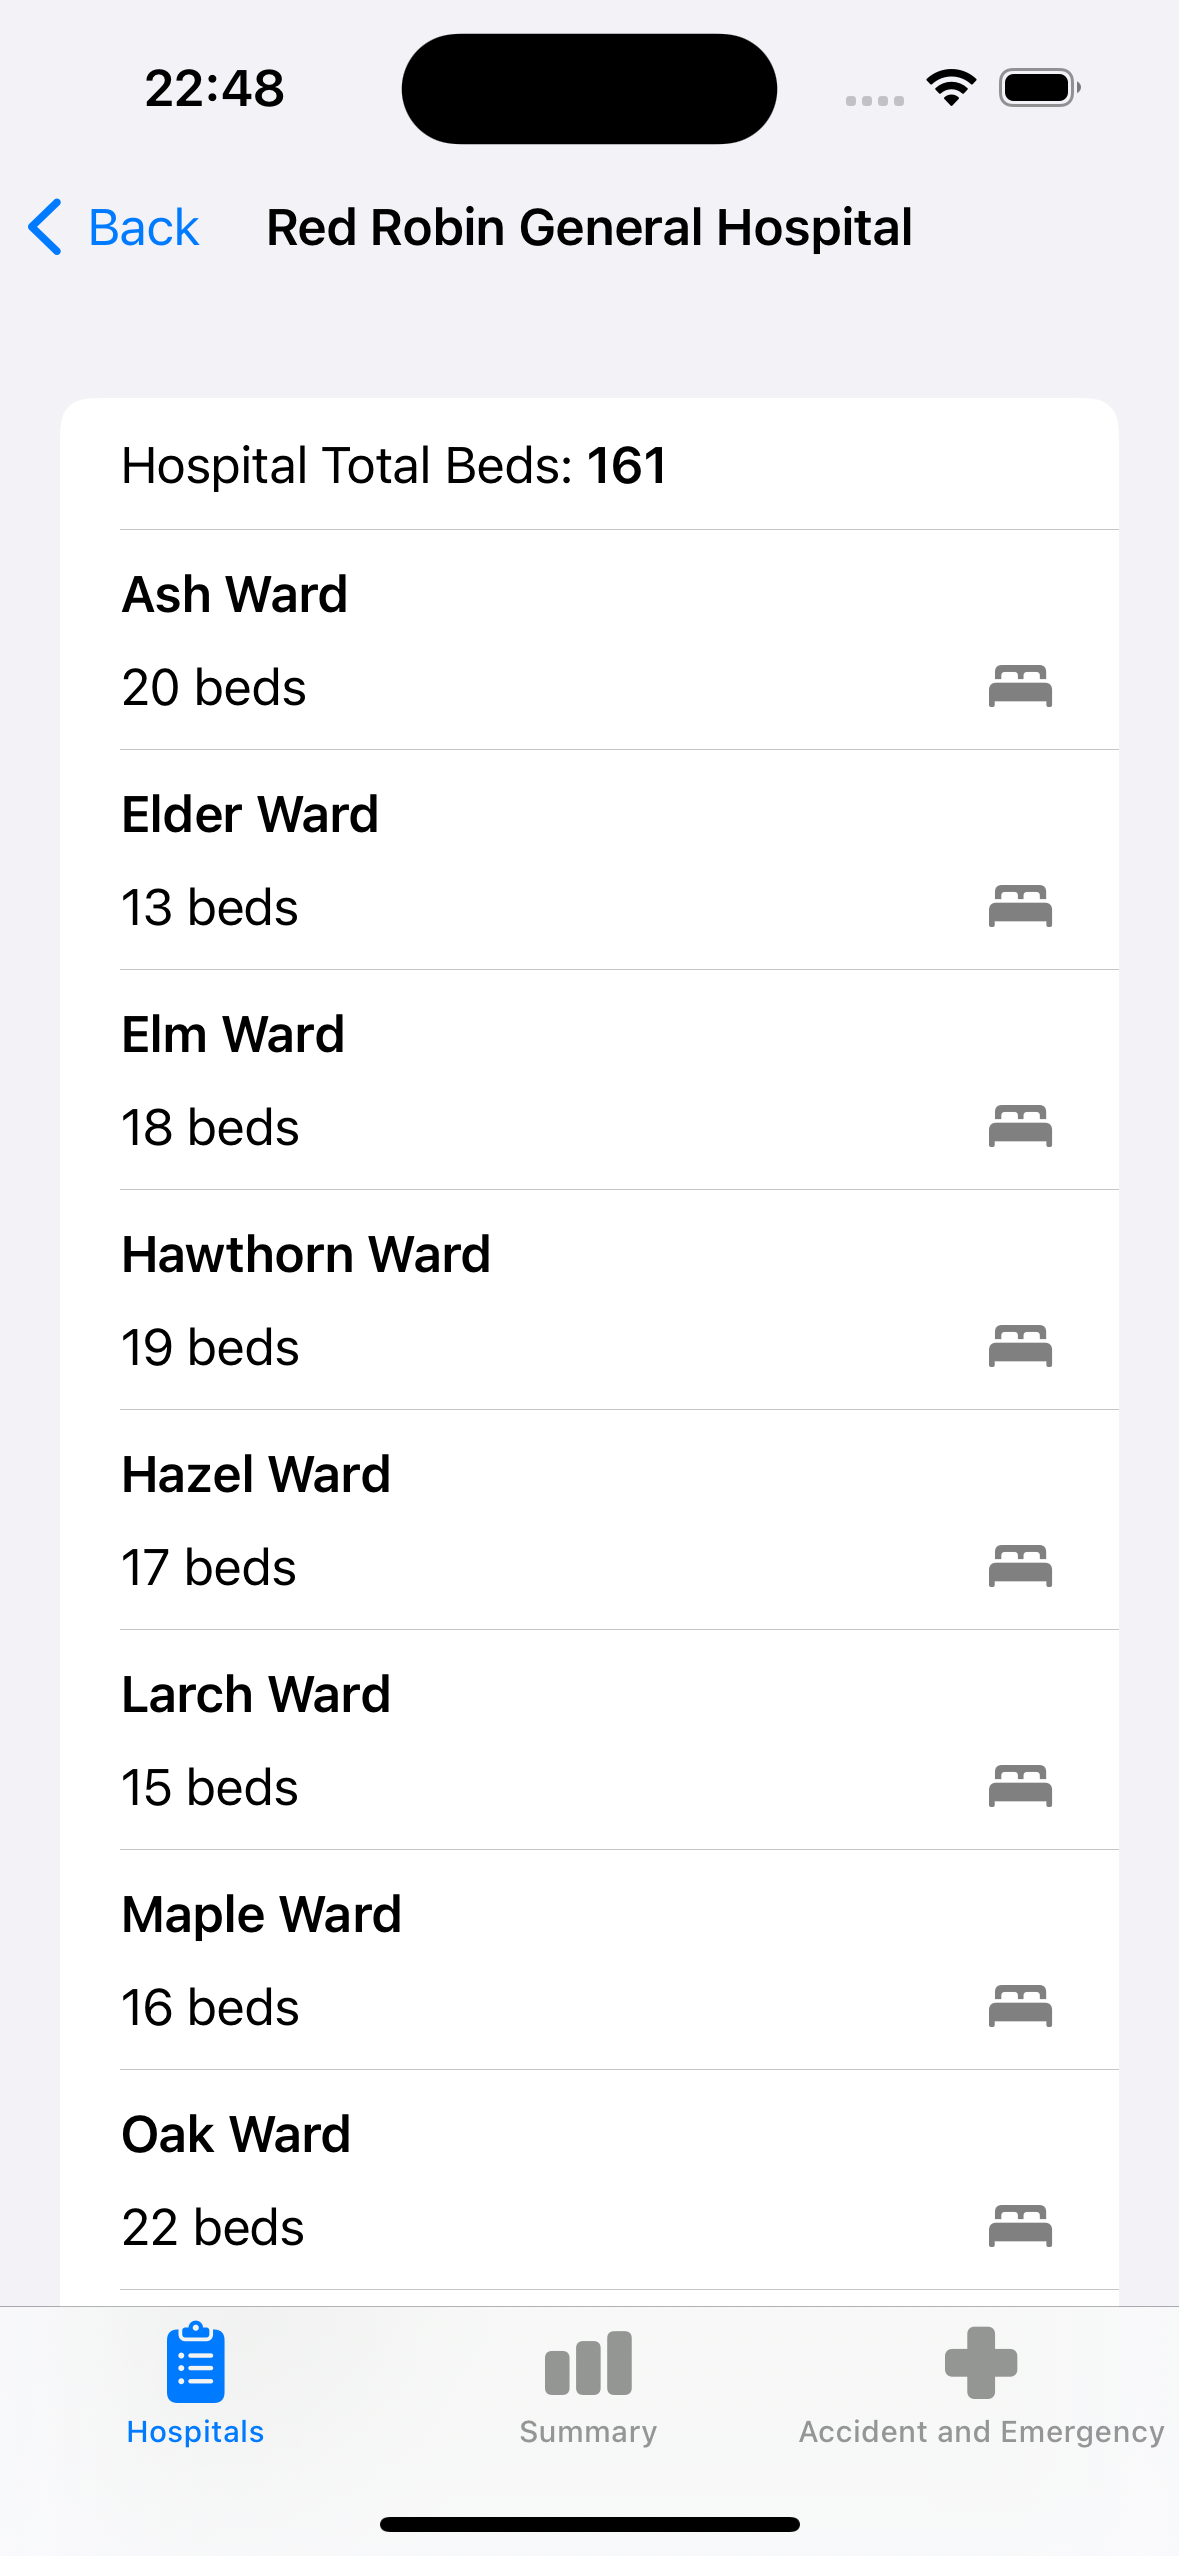 22:48
Back
Red Robin General Hospital
Hospital Total Beds: 161
Ash Ward
20 beds
Elder Ward
13 beds
Elm Ward
18 beds
Hawthorn Ward
19 beds
Hazel Ward
17 beds
Larch Ward
15 beds
Maple Ward
16 beds
Oak Ward
22 beds
Hospitals
Summary
Accident and Emergency